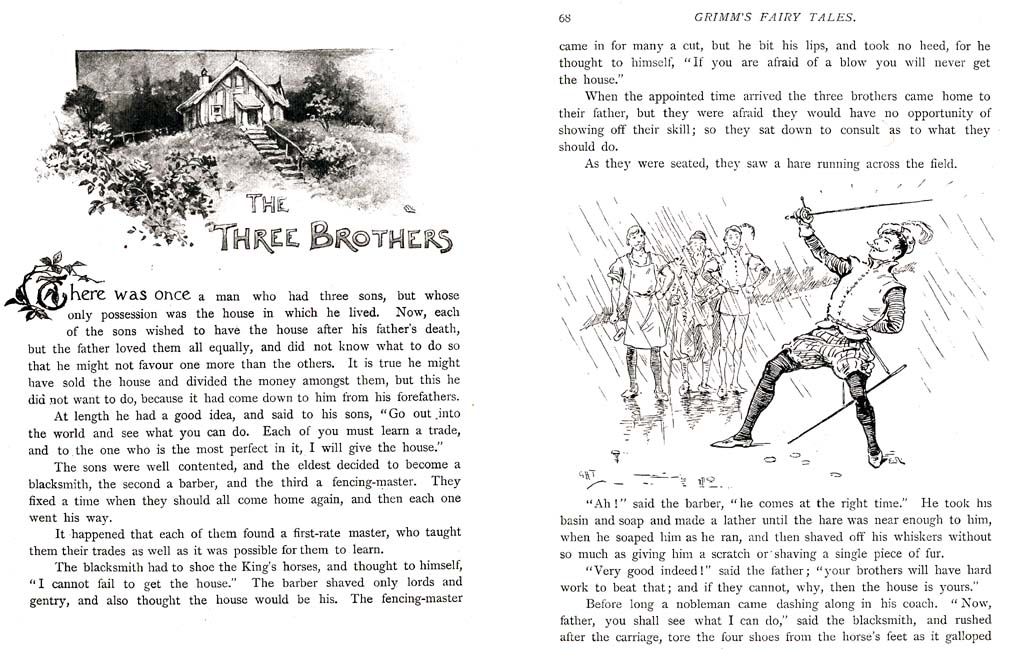 THE
THREE BROTHERS
There was once a man who had three sons, but whose
only possession was the house in which he lived. Now, each
of the sons wished to have the house after his father's death,
but the father loved them all equally, and did not know what to do so
that he might not favour one more than the others. It is true he might
have sold the house and divided the money amongst them, but this he
did not want to do, because it had come down to him from his forefathers.
At length he had a good idea, and said to his sons, "Go out into
the world and see what you can do. Each of you must learn a trade,
and to the one who is the most perfect in it, I will give the house."
The sons were well contented, and the eldest decided to become a
blacksmith, the second a barber, and the third a fencing-master. They
fixed a time when they should all come home again, and then each one
went his way.
It happened that each of them found a first-rate master, who taught
them their trades as well as it was possible for them to learn.
The blacksmith had to shoe the King's horses, and thought to himself,
"I cannot fail to get the house." The barber shaved only lords and
gentry, and also thought the house would be his. The fencing-master
68 GRIMM'S FAIRY TALES.
came in for many a cut, but he bit his lips, and took no heed, for he
thought to himself, "If you are afraid of a blow you will never get
the house."
When the appointed time arrived the three brothers came home to
their father, but they were afraid they would have no opportunity of
showing off their skill; so they sat down to consult as to what they
should do.
As they were seated, they saw a hare running across the field.
GHT
"Ah!" said the barber, "he comes at the right time." He took his
basin and soap and made a lather until the hare was near enough to him,
when he soaped him as he ran, and then shaved off his whiskers without
so much as giving him a scratch or shaving a single piece of fur.
"Very good indeed!" said the father; "your brothers will have hard
work to beat that; and if they cannot, why, then the house is yours."
Before long a nobleman came dashing along in his coach. "Now,
father, you shall see what I can do," said the blacksmith, and rushed
after the carriage, tore the four shoes from the horse's feet as it galloped